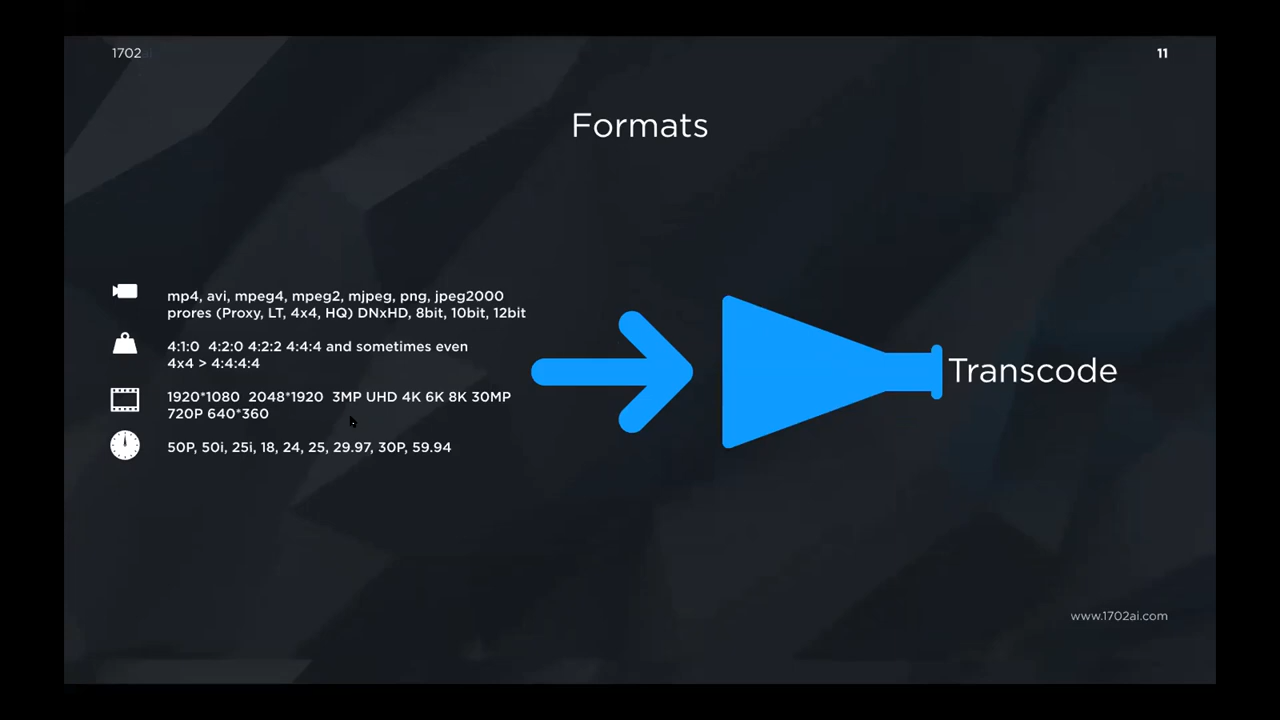 1702ai
11
Formats
mp4, avi, mpeg4, mpeg2, mjpeg, png, jpeg2000
prores (Proxy, LT, 4x4, HQ) DNxHD, 8bit, 10bit, 12bit
4:1:0 4:2:0 4:2:2 4:4:4 and sometimes even
4x4 > 4:4:4:4
1920*1080 2048*1920 3MP UHD 4K 6K 8K 30MP
720P 640*360
50P, 50i, 25i, 18, 24, 25, 29.97, 30P, 59.94
Transcode
www.1702ai.com